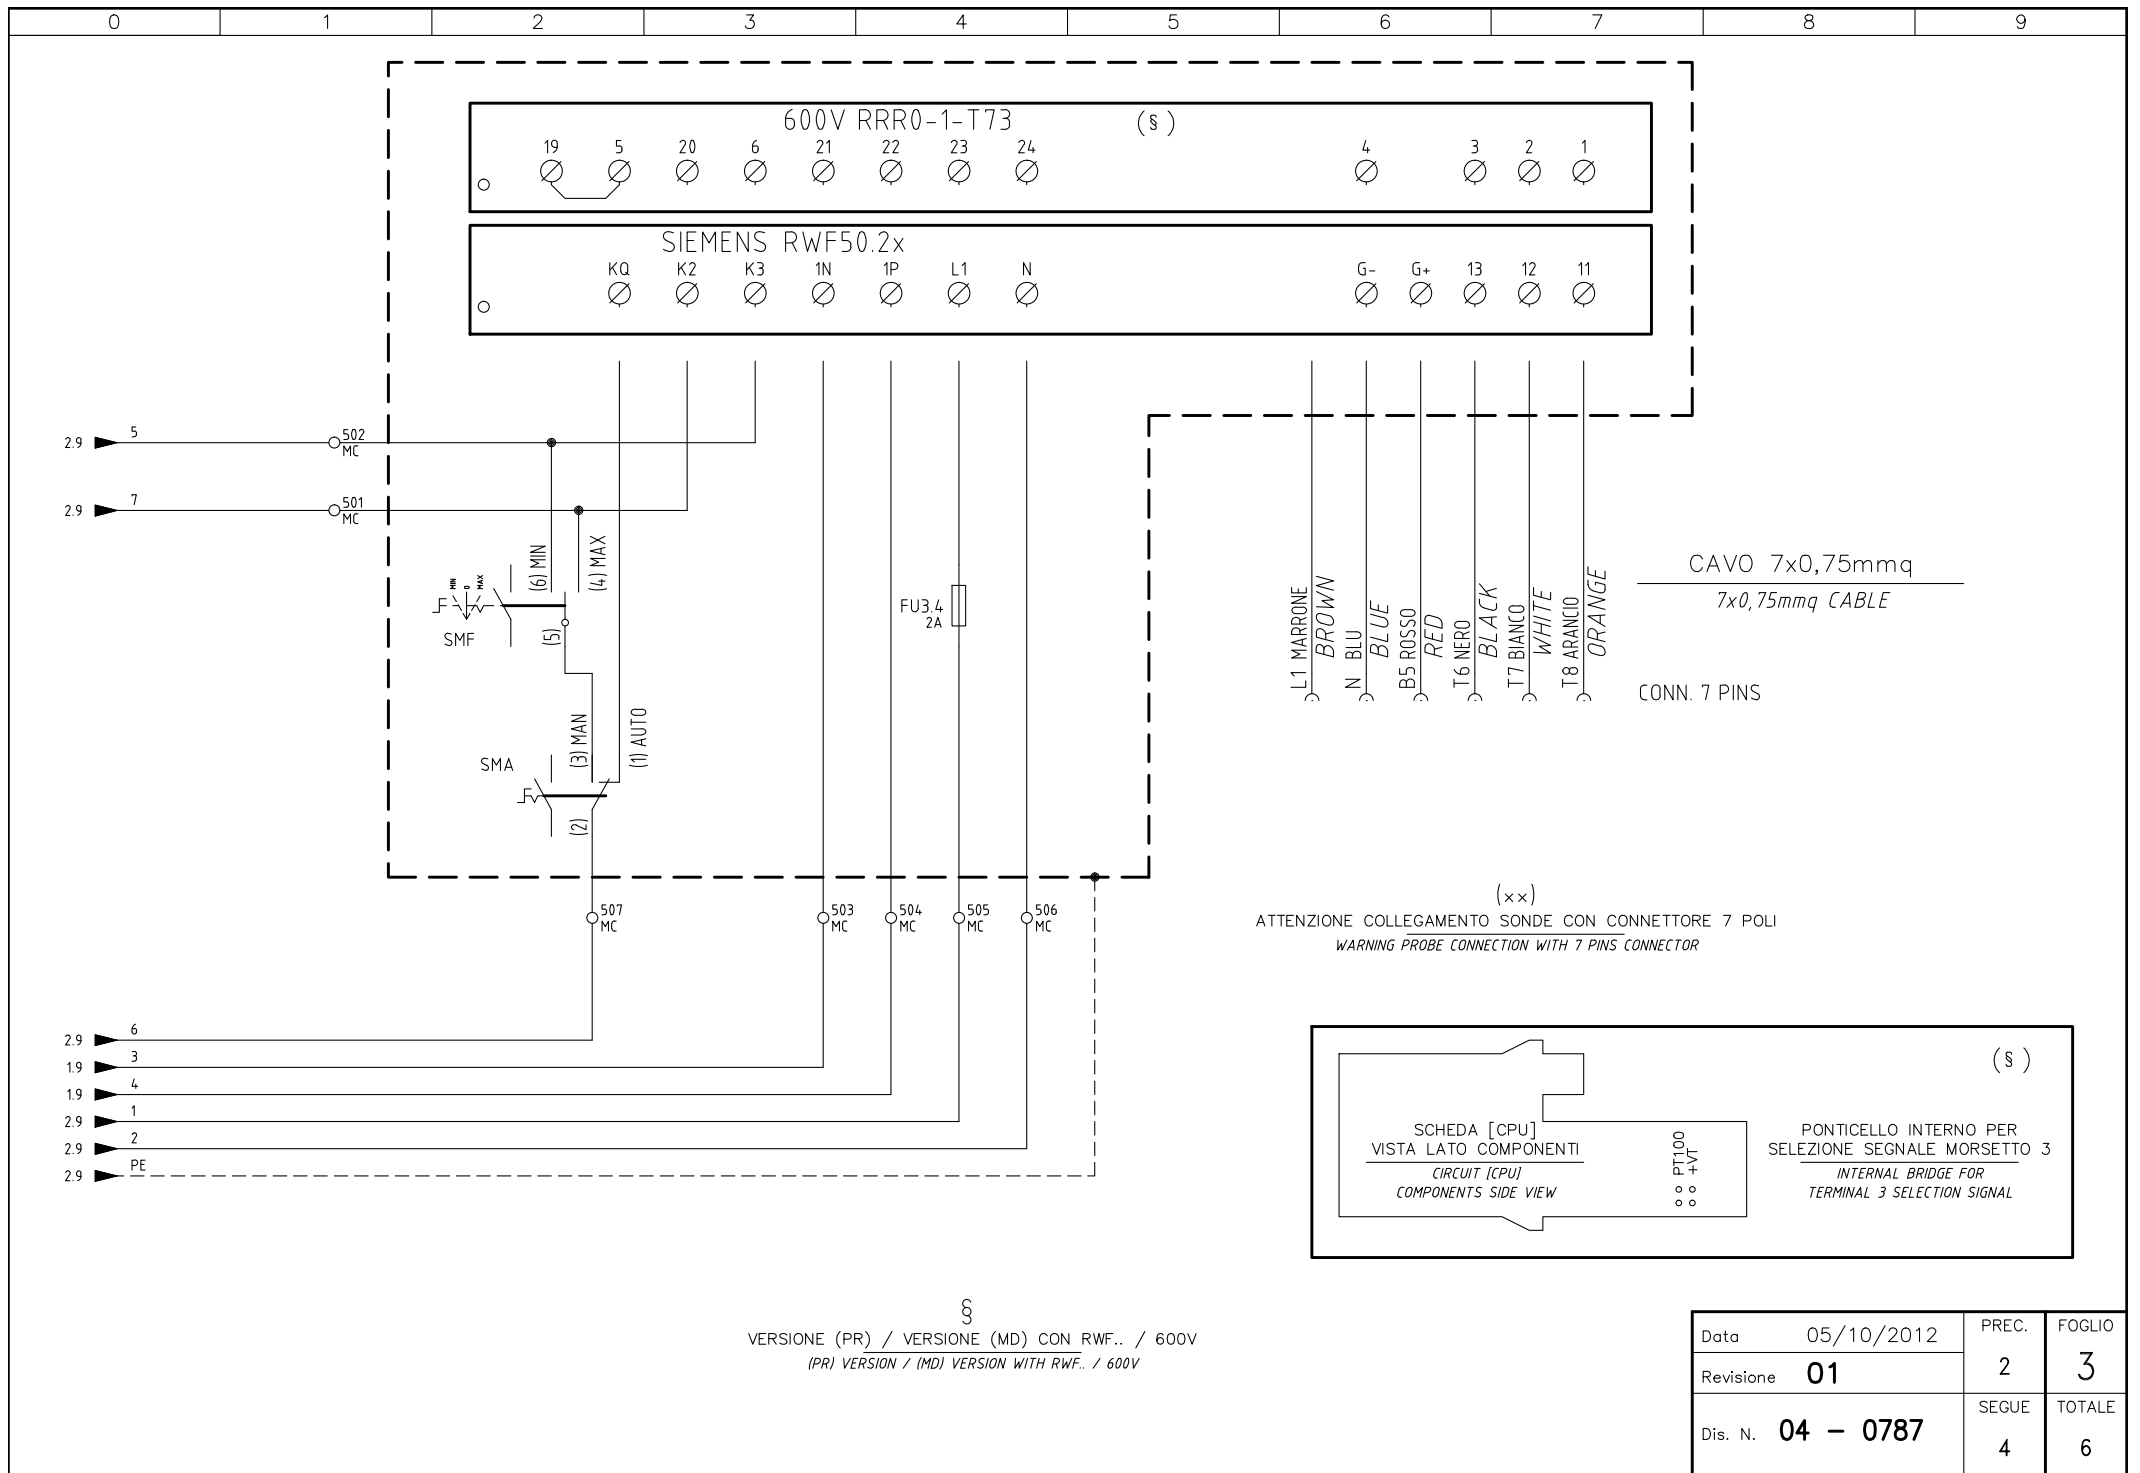 0 1 2 3 4 5 6 7 8 9
600V RRR0-1-T73 (§)
19 5 20 6 21 22 23 24 4 3 2 1
SIEMENS RWF50.2x
KQ K2 K3 1N 1P L1 N G- G+ 13 12 11
2.9 5 502
MC
2.9 7 501
MC
(6) MIN
(4) MAX
MIN 0 MAX
SMF
(5)
FU3.4
2A
(3) MAN
(1) AUTO
SMA
(2)
L1 MARRONE
BROWN
N BLU
BLUE
B5 ROSSO
RED
T6 NERO
BLACK
T7 BIANCO
WHITE
T8 ARANCIO
ORANGE
CAVO 7x0,75mmq
7x0,75mmq CABLE
CONN. 7 PINS
507 503 504 505 506
MC MC MC MC MC
(xx)
ATTENZIONE COLLEGAMENTO SONDE CON CONNETTORE 7 POLI
WARNING PROBE CONNECTION WITH 7 PINS CONNECTOR
2.9 6
1.9 3
1.9 4
2.9 1
2.9 2
2.9 PE
(§)
SCHEDA [CPU]
VISTA LATO COMPONENTI
CIRCUIT [CPU]
COMPONENTS SIDE VIEW
PT100
+VT
PONTICELLO INTERNO PER
SELEZIONE SEGNALE MORSETTO 3
INTERNAL BRIDGE FOR
TERMINAL 3 SELECTION SIGNAL
§
VERSIONE (PR) / VERSIONE (MD) CON RWF.. / 600V
(PR) VERSION / (MD) VERSION WITH RWF.. / 600V
Data 05/10/2012
Revisione 01
Dis. N. 04 - 0787
PREC.
2
FOGLIO
3
SEGUE
4
TOTALE
6